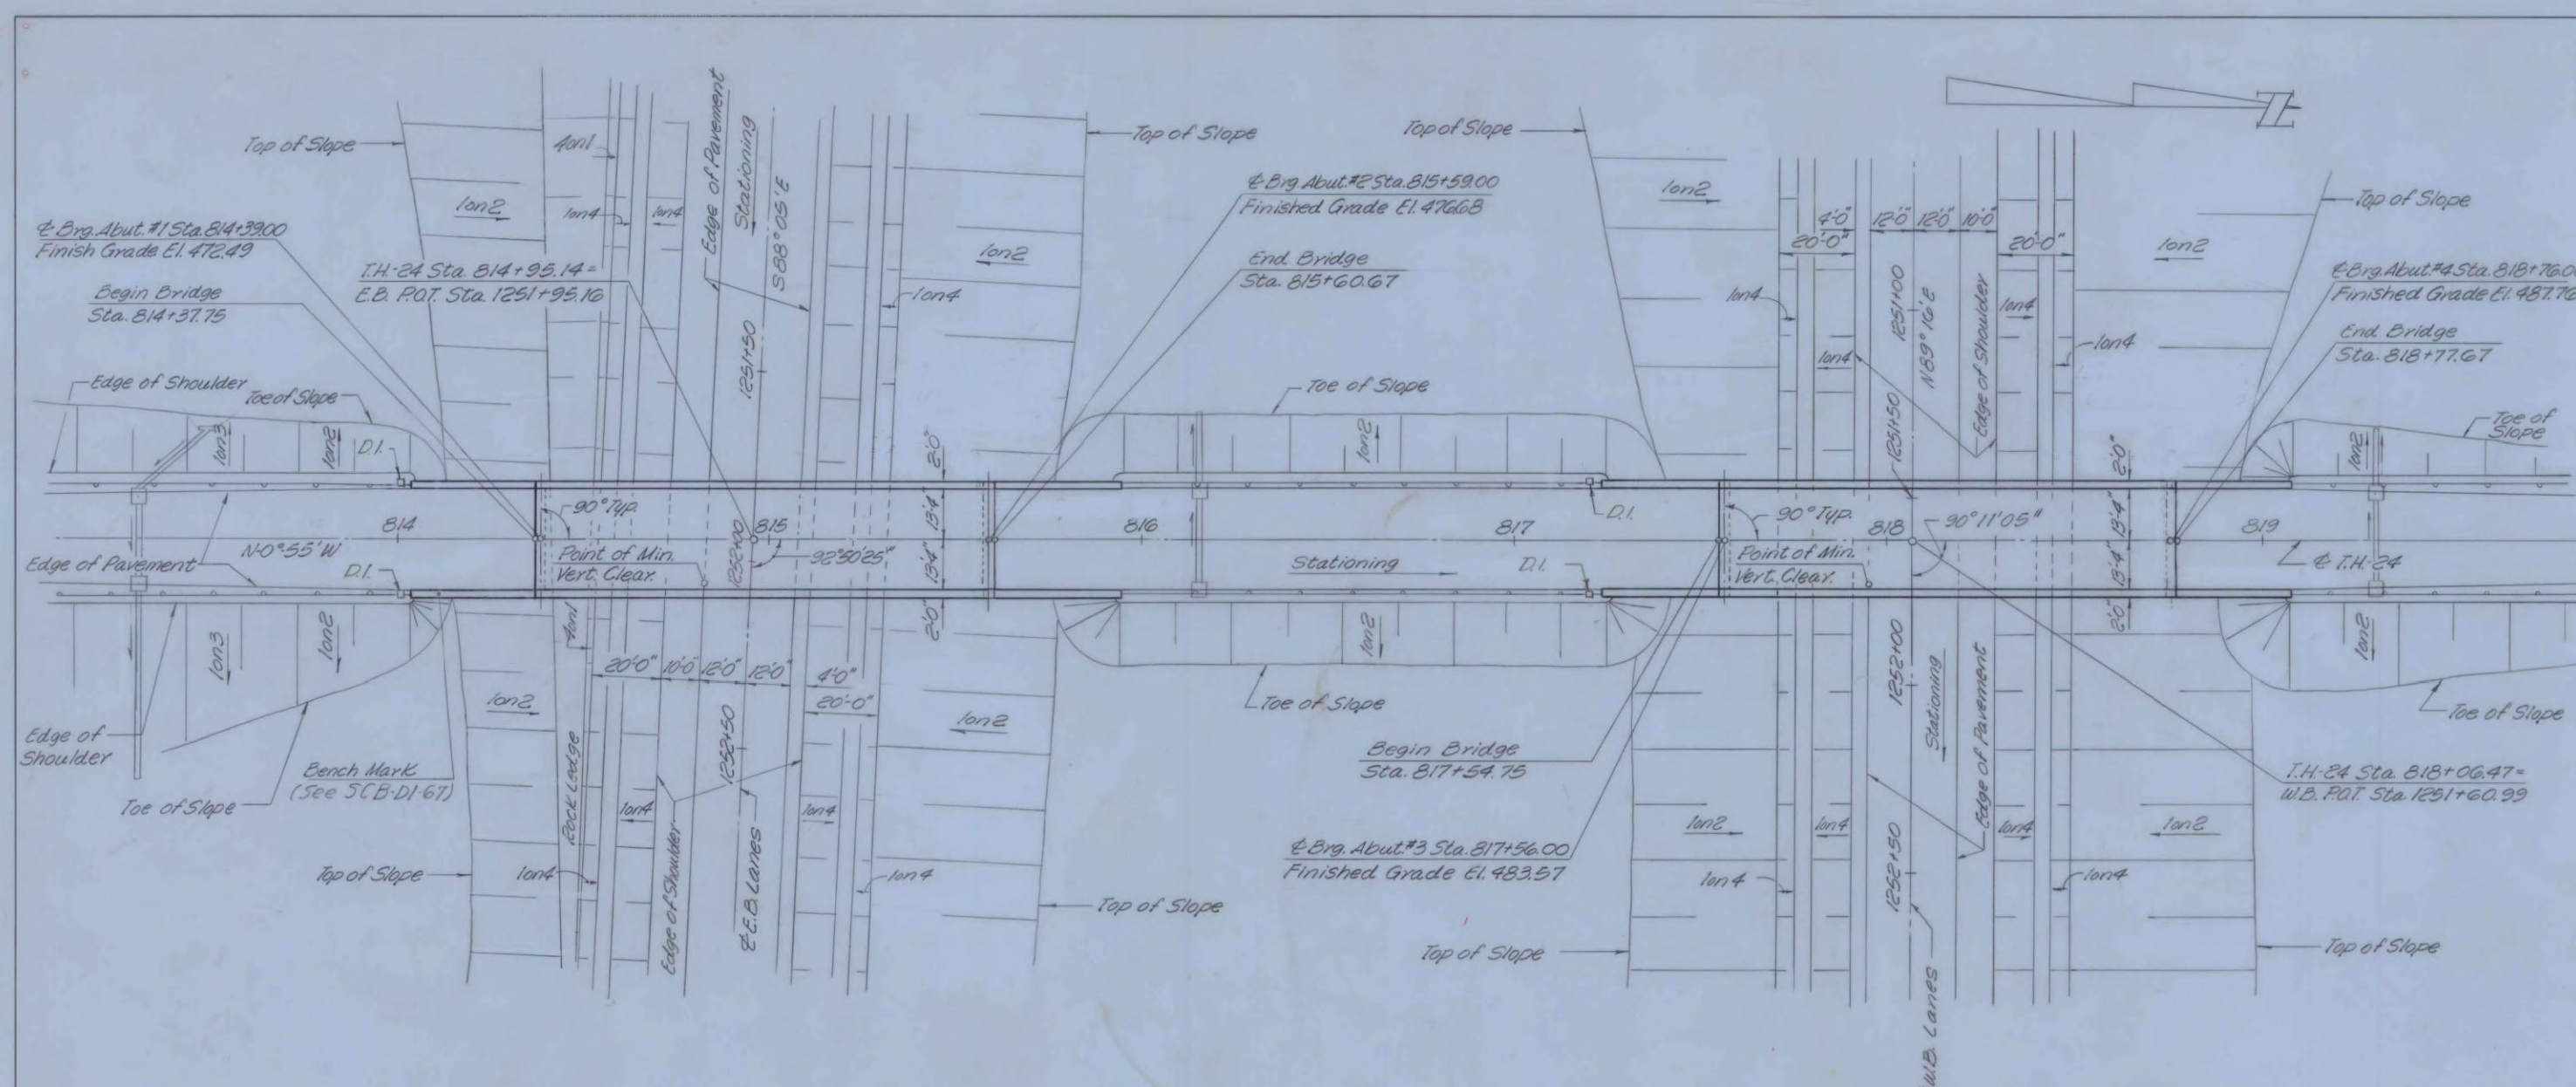 Top of Slope
4on1
Edge of Pavement
Stationing
S88°05'E
Top of Slope
Top of Slope
1on2
1on4
1on4
1on2
1on4
1251+50
℄ Brg. Abut. #1 Sta. 814+39.00
Finish Grade El. 472.49
T.H.-24 Sta. 814+95.14=
E.B. P.O.T. Sta. 1251+95.16
Begin Bridge
Sta. 814+37.75
℄ Brg. Abut. #2 Sta. 815+59.00
Finished Grade El. 476.68
End Bridge
Sta. 815+60.67
1on2
4'-0"
12'-0"
12'-0"
10'-0"
20'-0"
20'-0"
1on4
1on4
1251+00
N89°16'E
1251+50
Edge of Shoulder
1on4
1on4
1on2
Top of Slope
℄ Brg. Abut. #4 Sta. 818+76.0
Finished Grade El. 487.76
End Bridge
Sta. 818+77.67
Edge of Shoulder
Toe of Slope
1on3
1on2
D.I.
2'-0"
Toe of Slope
1on2
D.I.
2'-0"
1on2
Toe of
Slope
814
N-0°-55'W
Edge of Pavement
D.I.
90° Typ.
Point of Min.
Vert. Clear.
1252+00
815
92°50'25"
13'-4"
13'-4"
2'-0"
816
Stationing
817
D.I.
90° Typ.
Point of Min.
Vert. Clear.
818
90°11'05"
13'-4"
13'-4"
2'-0"
819
℄ T.H.-24
1on3
1on2
4on1
20'-0"
10'-0"
12'-0"
12'-0"
4'-0"
20'-0"
1on2
1on2
1on2
Edge of
Shoulder
Toe of Slope
Bench Mark
(See SCB-D1-67)
1on2
Rock Ledge
1on4
1252+50
1on4
Toe of Slope
Begin Bridge
Sta. 817+54.75
1252+00
Stationing
Edge of Pavement
Toe of Slope
T.H.-24 Sta. 818+06.47=
W.B. P.O.T. Sta. 1251+60.99
Top of Slope
1on4
Edge of Shoulder
℄ E.B. Lanes
1on4
Top of Slope
℄ Brg. Abut. #3 Sta. 817+56.00
Finished Grade El. 483.57
1on2
1on4
1on4
1252+50
1on4
1on2
1on4
Top of Slope
Top of Slope
W.B. Lanes